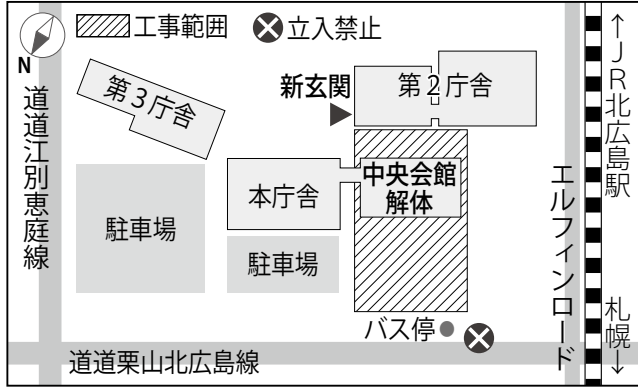 N
工事範囲
立入禁止
↑JR北広島駅
新玄関
第2庁舎
第3庁舎
道道江別恵庭線
中央会館
解体
本庁舎
エルフィンロード
駐車場
駐車場
バス停
札幌↓
道道栗山北広島線